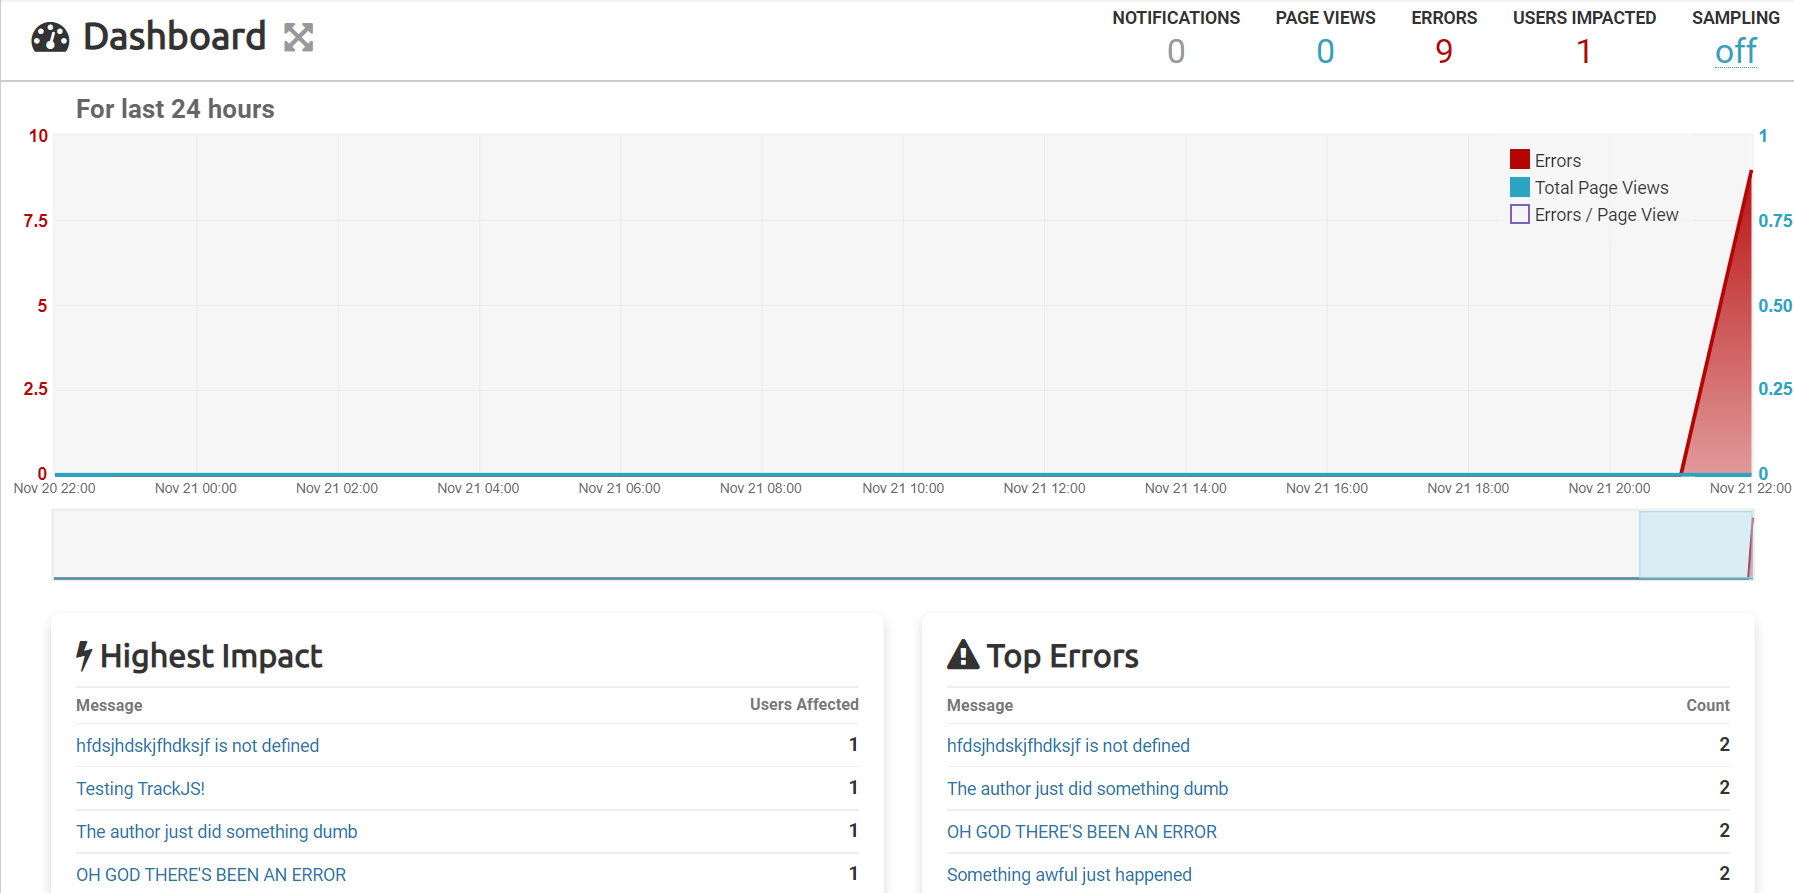 Dashboard
NOTIFICATIONS PAGE VIEWS ERRORS USERS IMPACTED SAMPLING
0 0 9 1 off
For last 24 hours
10 1
Errors
Total Page Views
7.5 0.75
Errors / Page View
5 0.50
2.5 0.25
0 0
Nov 20 22:00 Nov 21 00:00 Nov 21 02:00 Nov 21 04:00 Nov 21 06:00 Nov 21 08:00 Nov 21 10:00 Nov 21 12:00 Nov 21 14:00 Nov 21 16:00 Nov 21 18:00 Nov 21 20:00 Nov 21 22:00
Highest Impact
Message Users Affected
hfdsjhdskjfhdksjf is not defined 1
Testing TrackJS! 1
The author just did something dumb 1
OH GOD THERE'S BEEN AN ERROR 1
Top Errors
Message Count
hfdsjhdskjfhdksjf is not defined 2
The author just did something dumb 2
OH GOD THERE'S BEEN AN ERROR 2
Something awful just happened 2